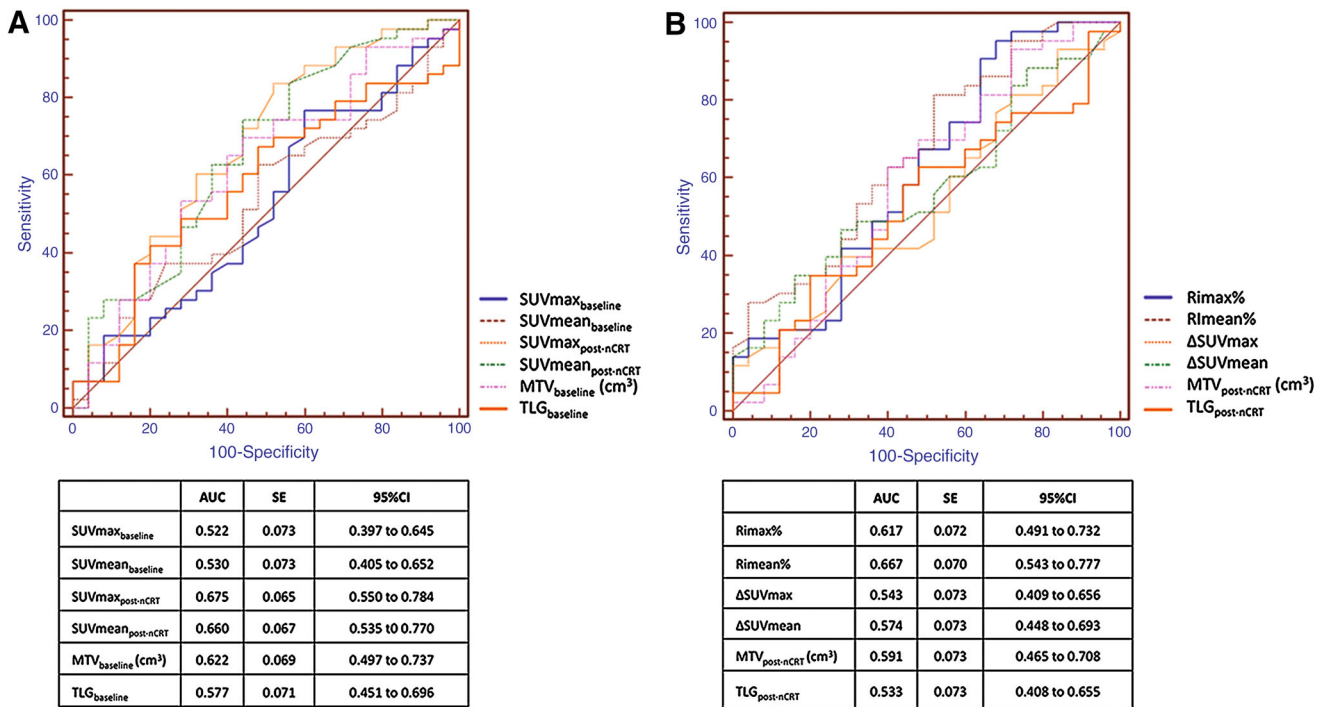 A
100
80
60
40
20
0
Sensitivity
0 20 40 60 80 100
100-Specificity
SUVmaxbaseline
SUVmeanbaseline
SUVmaxpost-nCRT
SUVmeanpost-nCRT
MTVbaseline (cm³)
TLGbaseline
AUC SE 95%CI
SUVmaxbaseline 0.522 0.073 0.397 to 0.645
SUVmeanbaseline 0.530 0.073 0.405 to 0.652
SUVmaxpost-nCRT 0.675 0.065 0.550 to 0.784
SUVmeanpost-nCRT 0.660 0.067 0.535 to 0.770
MTVbaseline (cm³) 0.622 0.069 0.497 to 0.737
TLGbaseline 0.577 0.071 0.451 to 0.696
B
100
80
60
40
20
0
Sensitivity
0 20 40 60 80 100
100-Specificity
Rimax%
RImean%
ΔSUVmax
ΔSUVmean
MTVpost-nCRT (cm³)
TLGpost-nCRT
AUC SE 95%CI
Rimax% 0.617 0.072 0.491 to 0.732
Rimean% 0.667 0.070 0.543 to 0.777
ΔSUVmax 0.543 0.073 0.409 to 0.656
ΔSUVmean 0.574 0.073 0.448 to 0.693
MTVpost-nCRT (cm³) 0.591 0.073 0.465 to 0.708
TLGpost-nCRT 0.533 0.073 0.408 to 0.655